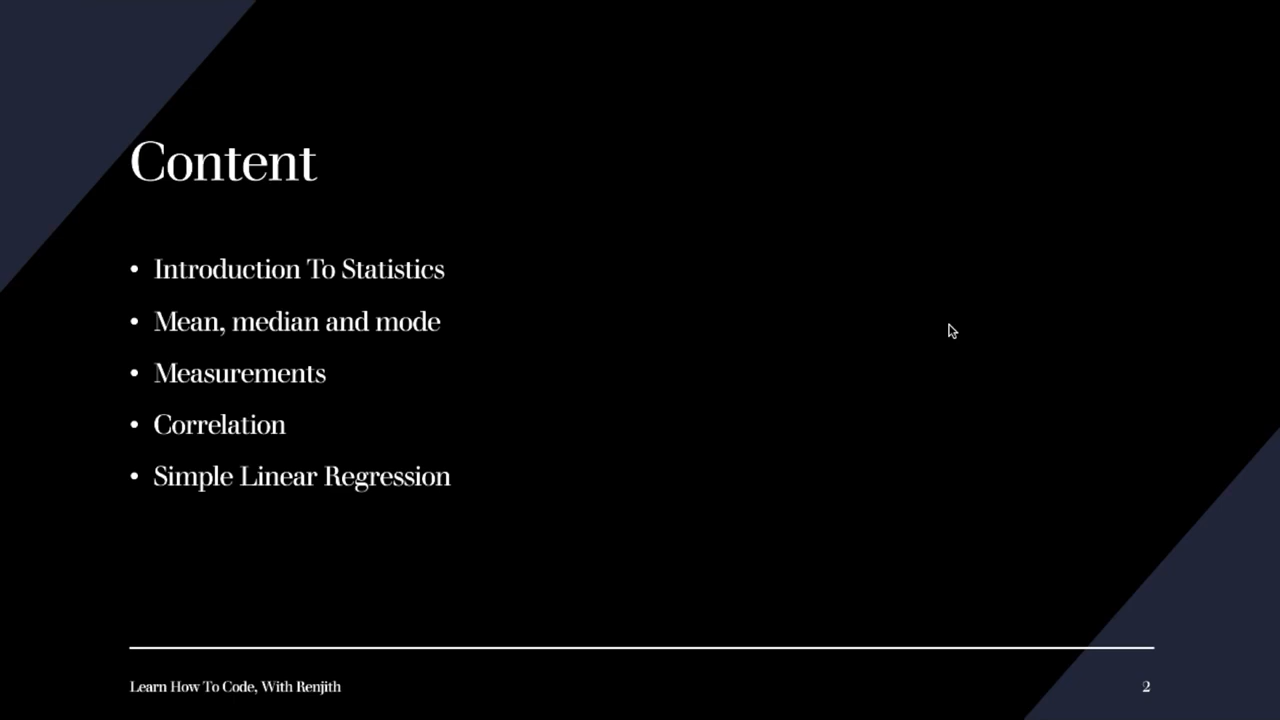 Content
• Introduction To Statistics
• Mean, median and mode
• Measurements
• Correlation
• Simple Linear Regression
Learn How To Code, With Renjith
2